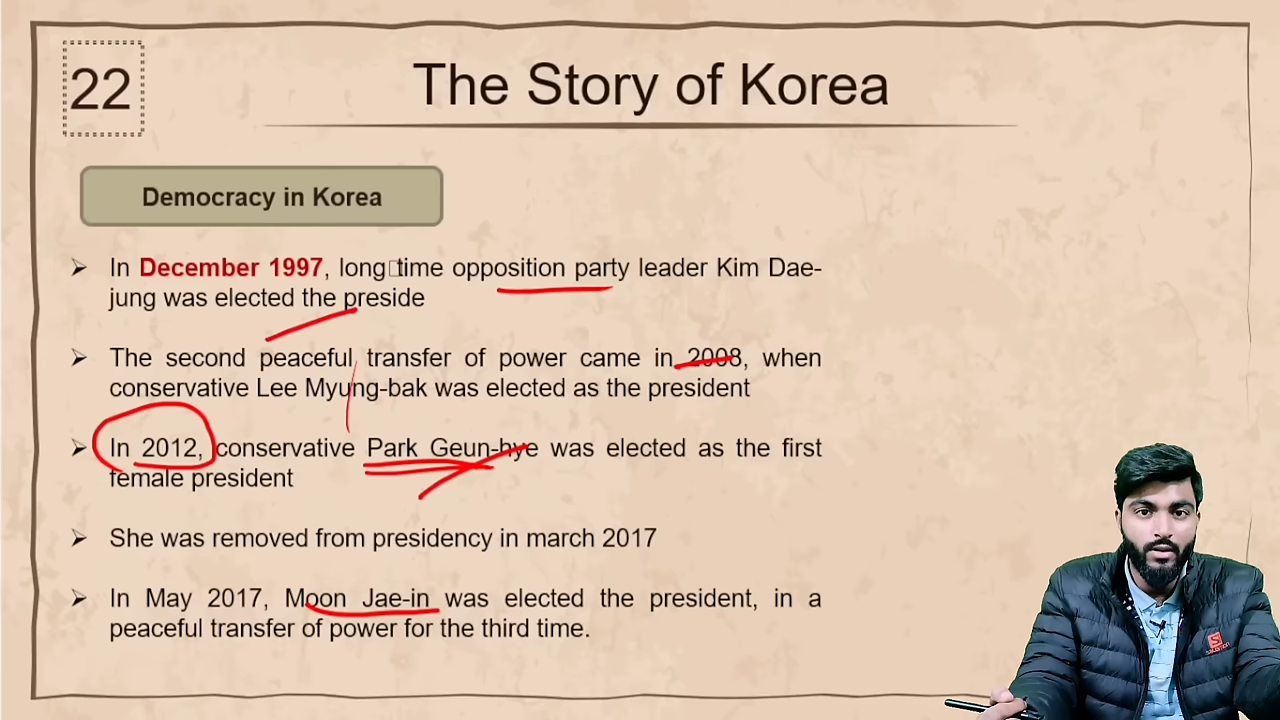 22
The Story of Korea
Democracy in Korea
In December 1997, long□time opposition party leader Kim Dae-
jung was elected the preside
The second peaceful transfer of power came in 2008, when
conservative Lee Myung-bak was elected as the president
In 2012, conservative Park Geun-hye was elected as the first
female president
She was removed from presidency in march 2017
In May 2017, Moon Jae-in was elected the president, in a
peaceful transfer of power for the third time.
S
salomon